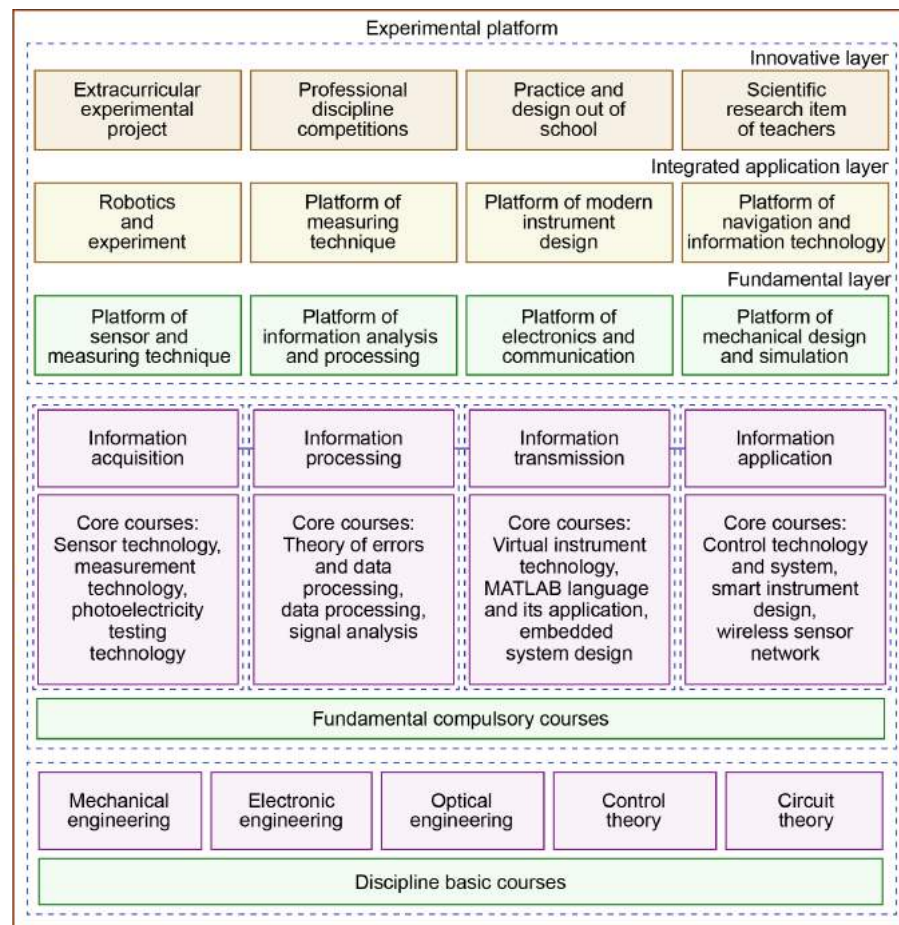 Experimental platform
Innovative layer
Extracurricular
experimental
project
Professional
discipline
competitions
Practice and
design out of
school
Scientific
research item
of teachers
Integrated application layer
Robotics
and
experiment
Platform of
measuring
technique
Platform of modern
instrument
design
Platform of
navigation and
information technology
Fundamental layer
Platform of
sensor and
measuring technique
Platform of
information analysis
and processing
Platform of
electronics and
communication
Platform of
mechanical design
and simulation
Information
acquisition
Information
processing
Information
transmission
Information
application
Core courses:
Sensor technology,
measurement
technology,
photoelectricity
testing
technology
Core courses:
Theory of errors
and data
processing,
data processing,
signal analysis
Core courses:
Virtual instrument
technology,
MATLAB language
and its application,
embedded
system design
Core courses:
Control technology
and system,
smart instrument
design,
wireless sensor
network
Fundamental compulsory courses
Mechanical
engineering
Electronic
engineering
Optical
engineering
Control
theory
Circuit
theory
Discipline basic courses